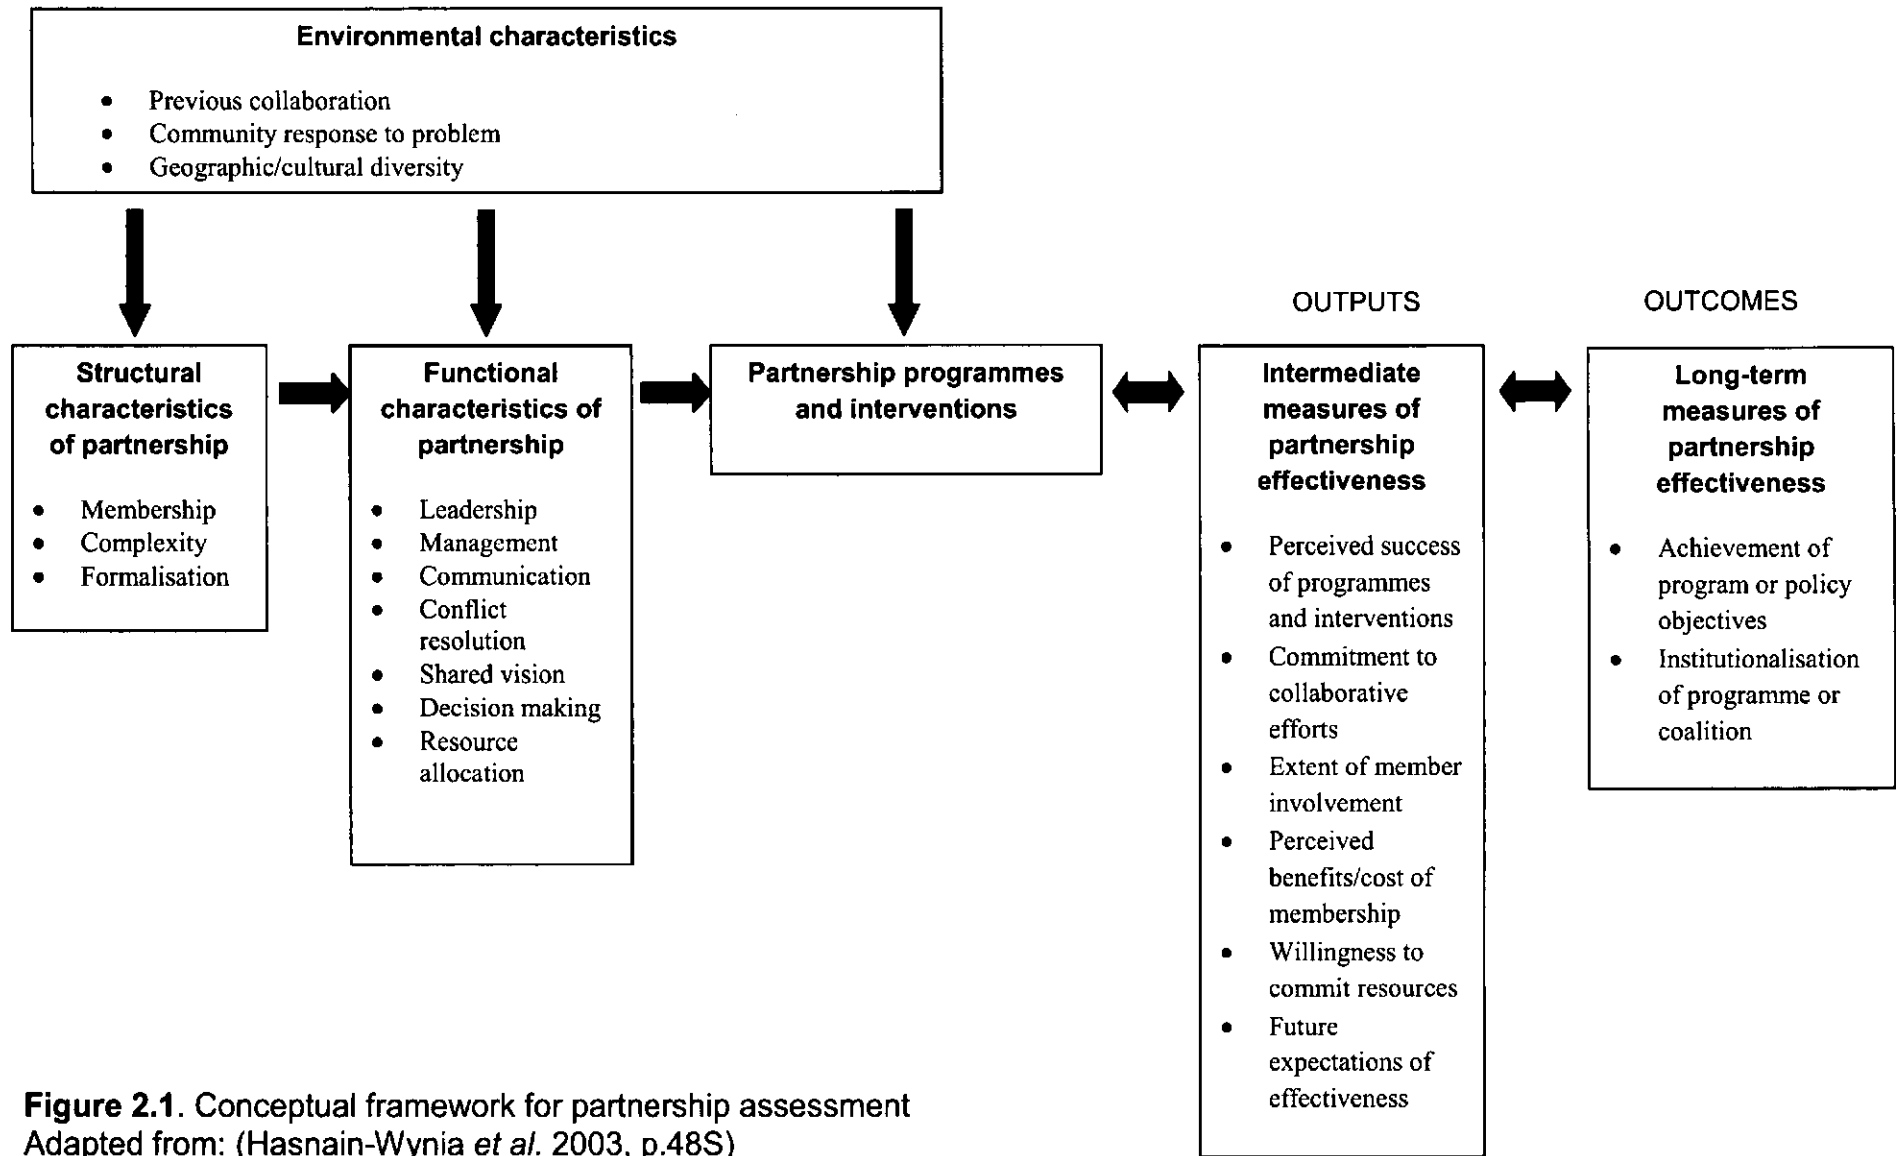 Environmental characteristics
• Previous collaboration
• Community response to problem
• Geographic/cultural diversity
OUTPUTS
OUTCOMES
Structural
characteristics
of partnership
• Membership
• Complexity
• Formalisation
Functional
characteristics of
partnership
• Leadership
• Management
• Communication
• Conflict
resolution
• Shared vision
• Decision making
• Resource
allocation
Partnership programmes
and interventions
Intermediate
measures of
partnership
effectiveness
• Perceived success
of programmes
and interventions
• Commitment to
collaborative
efforts
• Extent of member
involvement
• Perceived
benefits/cost of
membership
• Willingness to
commit resources
• Future
expectations of
effectiveness
Long-term
measures of
partnership
effectiveness
• Achievement of
program or policy
objectives
• Institutionalisation
of programme or
coalition
Figure 2.1. Conceptual framework for partnership assessment
Adapted from: (Hasnain-Wynia et al. 2003, p.48S)